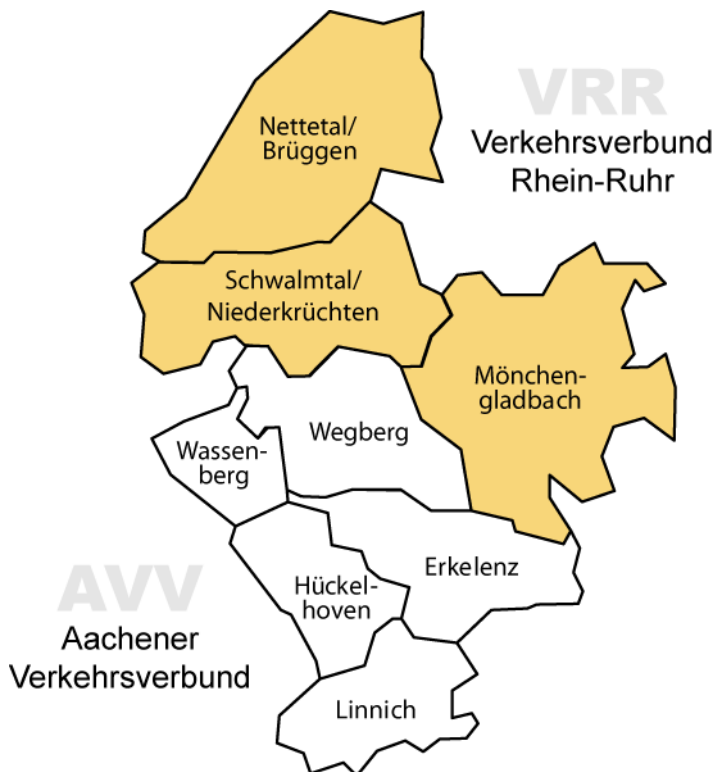 VRR
Verkehrsverbund
Rhein-Ruhr
Nettetal/
Brüggen
Schwalmtal/
Niederkrüchten
Mönchen-
gladbach
Wegberg
Wassen-
berg
Erkelenz
Hückel-
hoven
AVV
Aachener
Verkehrsverbund
Linnich